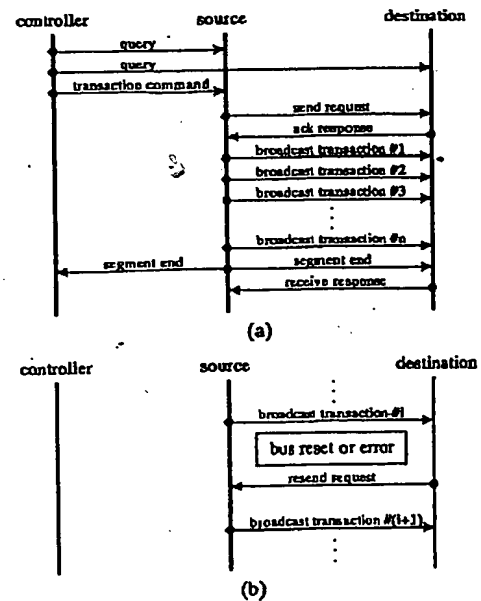 controller source destination
query
query
transaction command
send request
ack response
broadcast transaction #1
broadcast transaction #2
broadcast transaction #3
broadcast transaction #n
segment end segment end
receive response
(a)
controller source destination
broadcast transaction #i
bus reset or error
resend request
broadcast transaction #(i+1)
(b)